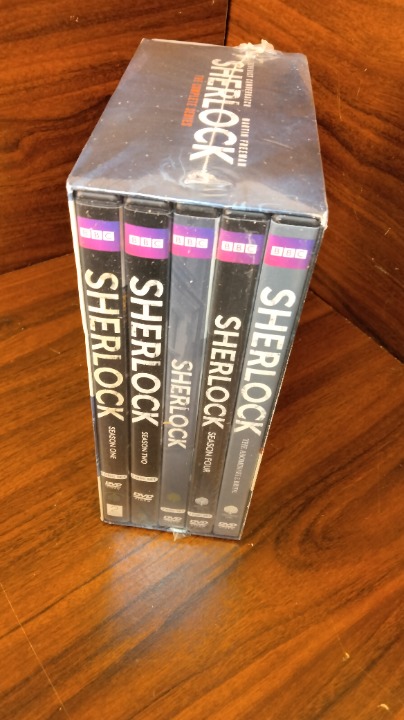 BENEDICT CUMBERBATCH MARTIN FREEMAN
SHERLOCK
THE COMPLETE SERIES
BBC
SHERLOCK
SEASON ONE
DVD
BBC
SHERLOCK
SEASON TWO
DVD
BBC
SHERLOCK
DVD
BBC
SHERLOCK
SEASON FOUR
DVD
BBC
SHERLOCK
THE ABOMINABLE BRIDE
DVD